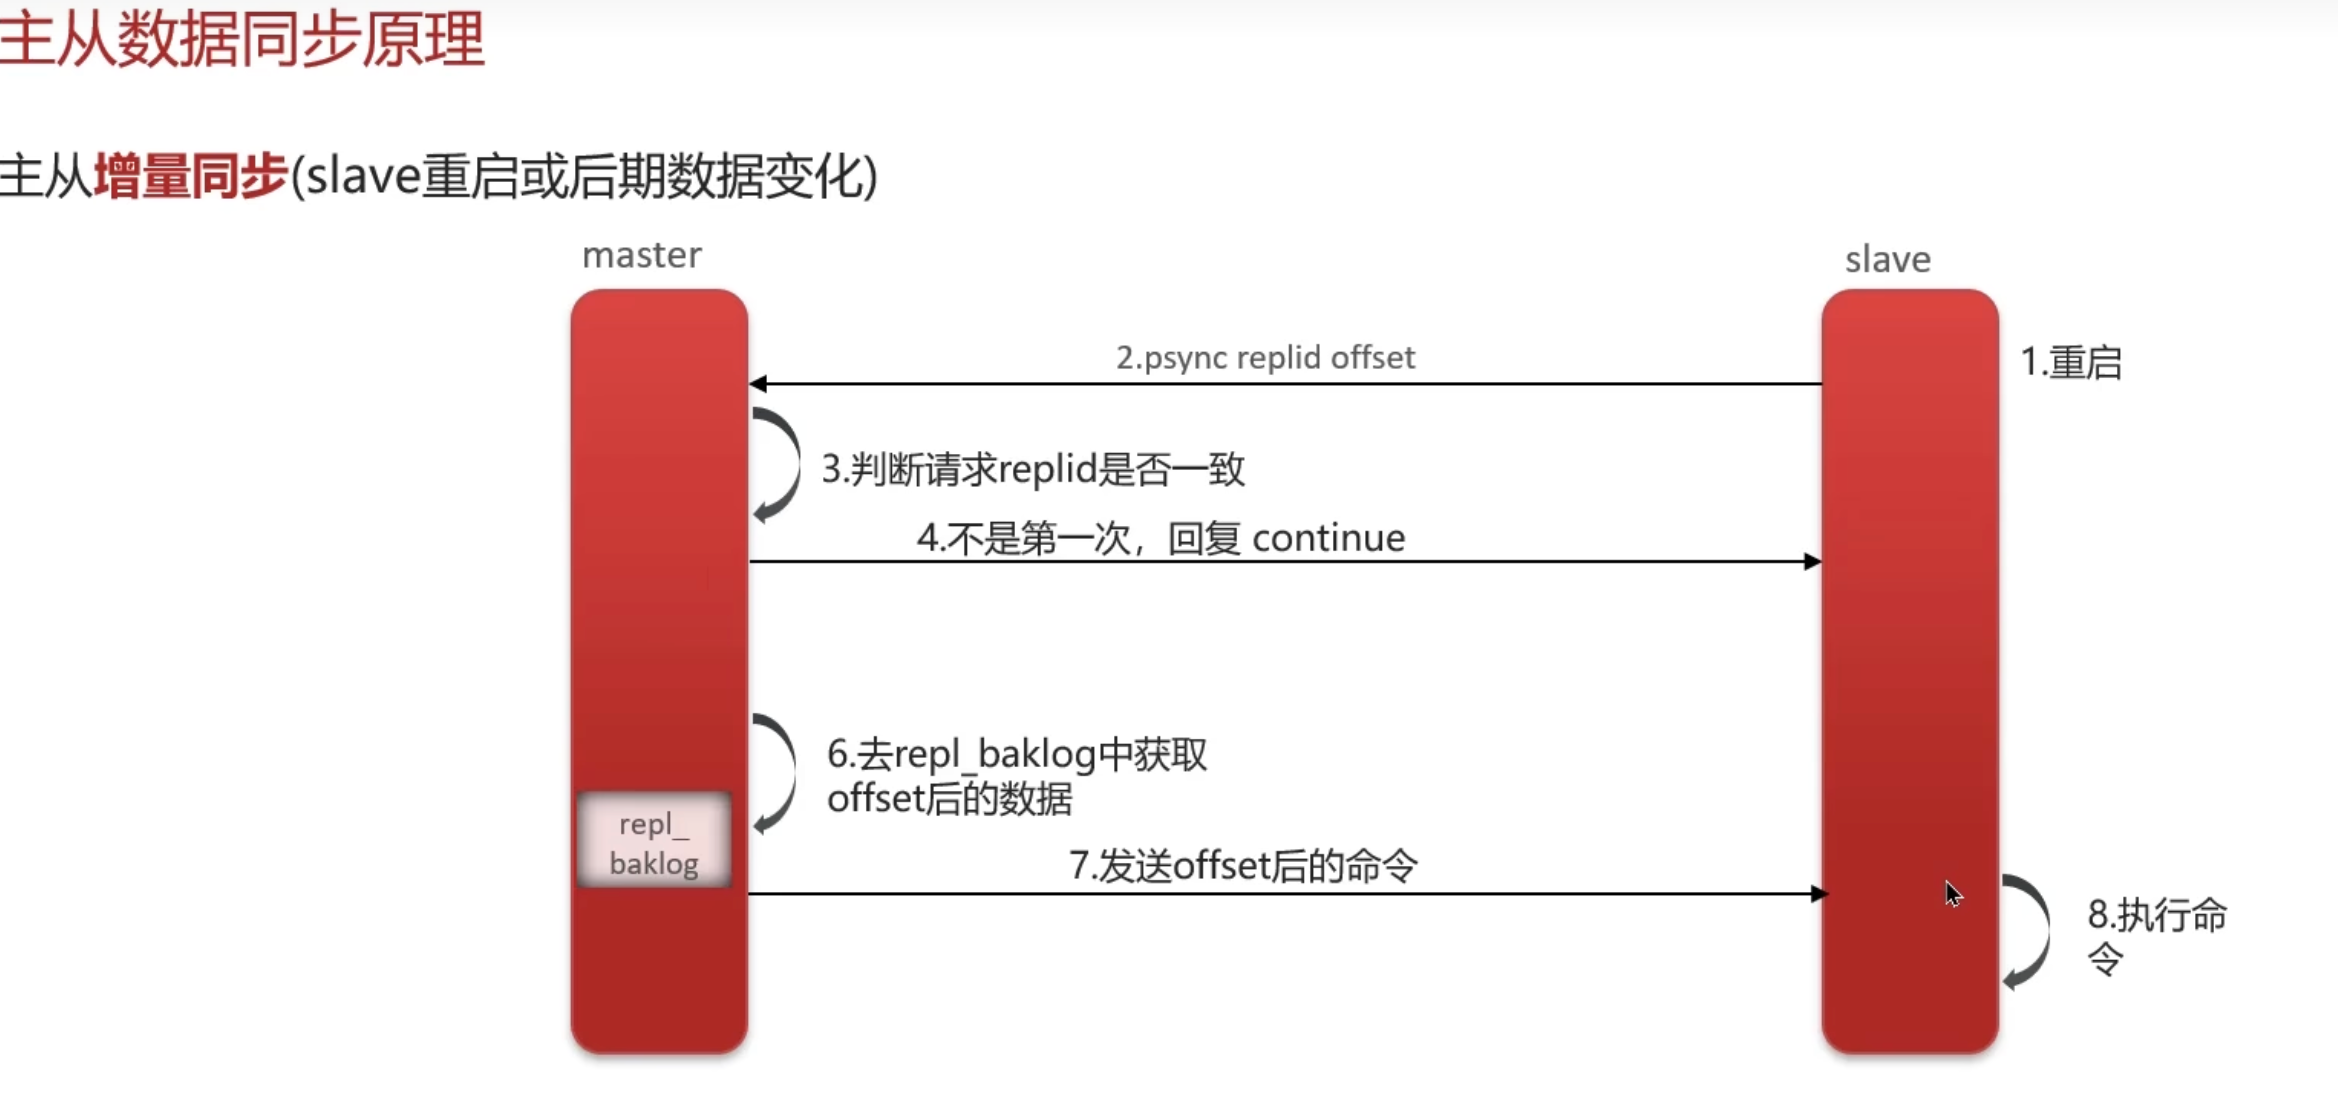 主从数据同步原理
主从增量同步(slave重启或后期数据变化)
master
slave
1.重启
2.psync replid offset
3.判断请求replid是否一致
4.不是第一次，回复 continue
6.去repl_baklog中获取
offset后的数据
repl_
baklog
7.发送offset后的命令
8.执行命
令